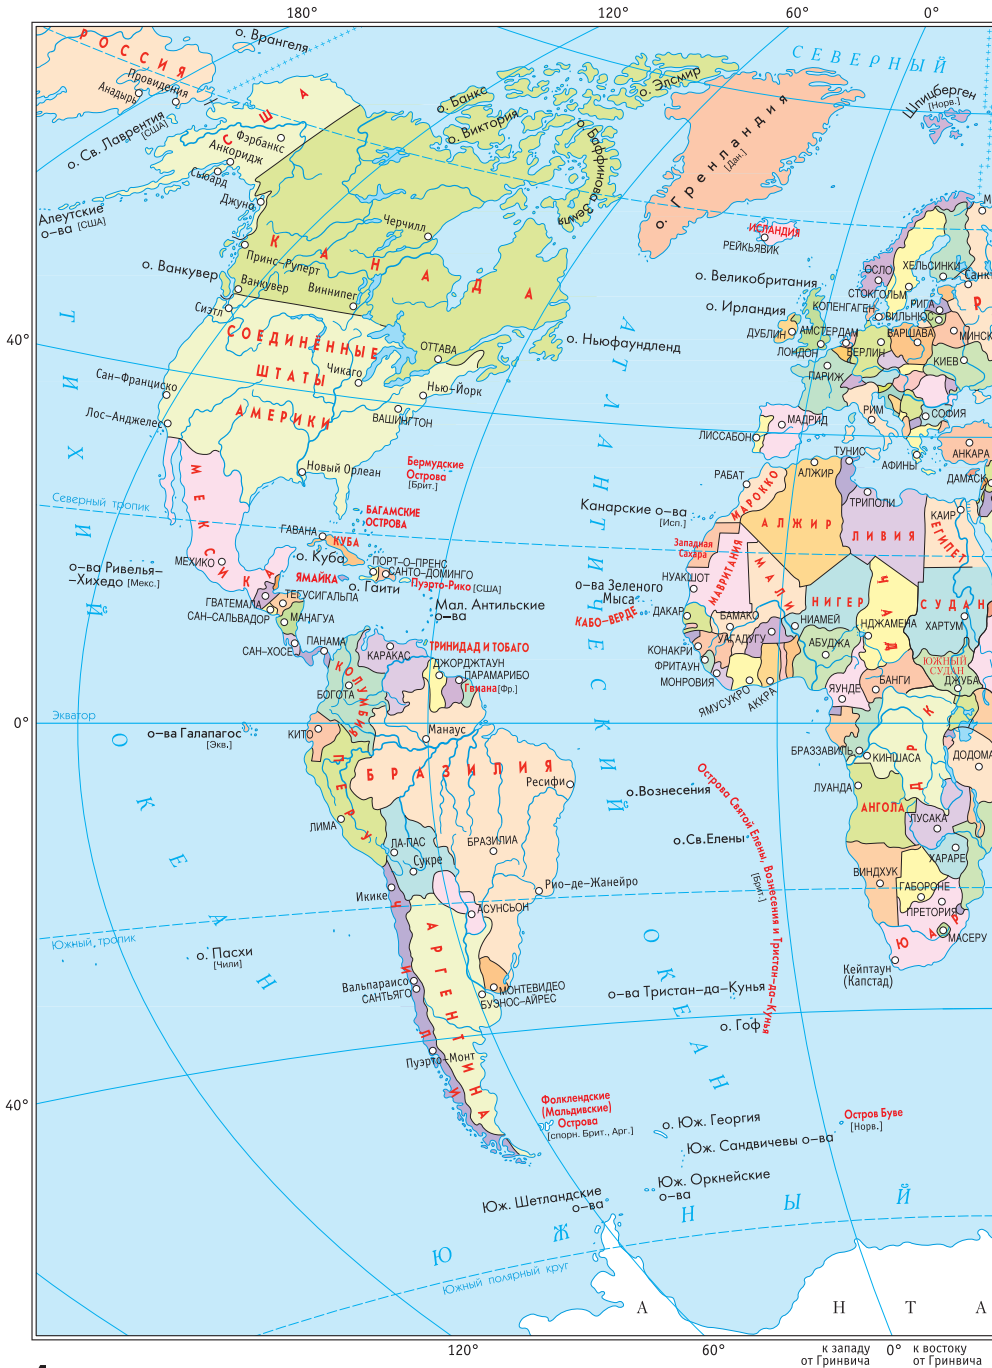 180°
120°
60°
0°
РОССИЯ
о. Врангеля
СЕВЕРНЫЙ
Провидения
Анадырь
США
о. Банкс
о. Элсмир
Шпицберген
[Норв.]
о. Св. Лаврентия
[США]
Фэрбанкс
Анкоридж
Сьюард
Джуно
о. Виктория
Баффинова Земля
о. Гренландия
[Дан.]
Алеутские
о-ва [США]
Черчилл
ИСЛАНДИЯ
РЕЙКЬЯВИК
КАНАДА
Принс-Руперт
о. Ванкувер
Ванкувер
Виннипег
Сиэтл
ОСЛО
ХЕЛЬСИНКИ
Санк
СТОКГОЛЬМ
о. Великобритания
КОПЕНГАГЕН
РИГА
Р
о. Ирландия
ВИЛЬНЮС
ДУБЛИН
АМСТЕРДАМ
ВАРШАВА
МИНСК
ЛОНДОН
БЕРЛИН
КИЕВ
ПАРИЖ
40°
СОЕДИНЁННЫЕ
ШТАТЫ
АМЕРИКИ
ОТТАВА
о. Ньюфаундленд
Чикаго
Сан-Франциско
Нью-Йорк
ВАШИНГТОН
Лос-Анджелес
Новый Орлеан
РИМ
СОФИЯ
МАДРИД
ЛИССАБОН
АНКАРА
ТУНИС
АФИНЫ
ТИХИЙ
АТЛАНТИЧЕСКИЙ
МЕКСИКА
Бермудские
Острова
[Брит.]
РАБАТ
АЛЖИР
ДАМАСК
МАРОККО
ТРИПОЛИ
Северный тропик
БАГАМСКИЕ
ОСТРОВА
Канарские о-ва
[Исп.]
АЛЖИР
ЛИВИЯ
КАИР
ЕГИПЕТ
ГАВАНА
КУБА
о. Куба
Западная
Сахара
МЕХИКО
ПОРТ-О-ПРЕНС
САНТО-ДОМИНГО
о-ва Ривелья-
-Хихедо [Мекс.]
ЯМАЙКА
о. Гаити
Пуэрто-Рико [США]
НУАКШОТ
МАВРИТАНИЯ
МАЛИ
о-ва Зеленого
Мыса
ТЕГУСИГАЛЬПА
ГВАТЕМАЛА
Мал. Антильские
о-ва
КАБО-ВЕРДЕ
ДАКАР
НИГЕР
ЧАД
СУДАН
САН-САЛЬВАДОР
МАНАГУА
БАМАКО
НИАМЕЙ
НДЖАМЕНА
ХАРТУМ
ПАНАМА
САН-ХОСЕ
УАГАДУГУ
КОНАКРИ
АБУДЖА
КАРАКАС
ТРИНИДАД И ТОБАГО
ФРИТАУН
ЮЖНЫЙ
СУДАН
ДЖОРДЖТАУН
ПАРАМАРИБО
МОНРОВИЯ
БАНГИ
ДЖУБА
КОЛУМБИЯ
БОГОТА
Гвиана[Фр.]
ЯМУСУКРО
АККРА
ЯУНДЕ
Экватор
0°
о-ва Галапагос
[Экв.]
КИТО
Манаус
ДР К
БРАЗЗАВИЛЬ
КИНШАСА
ДОДОМА
ПЕРУ
БРАЗИЛИЯ
Ресифи
о.Вознесения
Острова Святой Елены, Вознесения и Тристан-да-Кунья
[Брит.]
ЛУАНДА
АНГОЛА
ЛУСАКА
ЛИМА
ЛА-ПАС
БРАЗИЛИА
о.Св.Елены
Сукре
ХАРАРЕ
ВИНДХУК
Икике
Рио-де-Жанейро
ГАБОРОНЕ
АСУНСЬОН
ПРЕТОРИЯ
ОКЕАН
Южный тропик
ЮАР
МАСЕРУ
о. Пасхи
[Чили]
ЧИЛИ
АРГЕНТИНА
ОКЕАН
Кейптаун
(Капстад)
Вальпараисо
САНТЬЯГО
МОНТЕВИДЕО
БУЭНОС-АЙРЕС
о-ва Тристан-да-Кунья
о. Гоф
Пуэрто-Монт
40°
Фолклендские
(Мальдивские)
Острова
[спорн. Брит., Арг.]
о. Юж. Георгия
Остров Буве
[Норв.]
Юж. Сандвичевы о-ва
Юж. Оркнейские
о-ва
Юж. Шетландские
о-ва
ЮЖНЫЙ
Южный полярный круг
АНТА
120°
60°
к западу
от Гринвича
0°
к востоку
от Гринвича